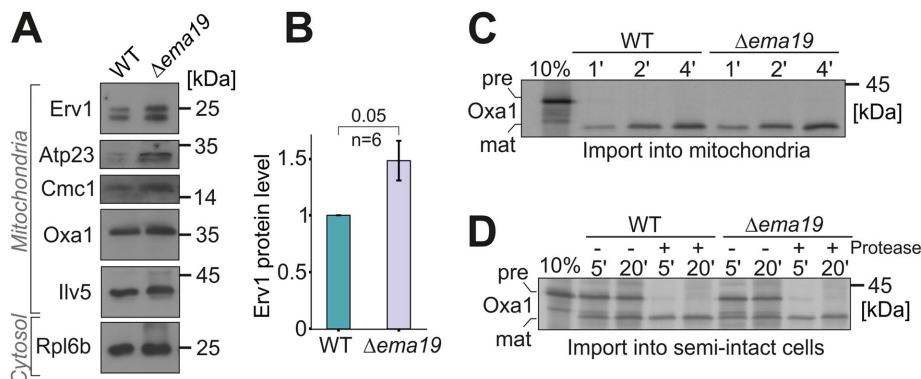 A
WT Δema19
[kDa]
Mitochondria
Erv1 25
Atp23 35
Cmc1 14
Oxa1 35
Ilv5 45
Cytosol
Rpl6b 25
B
Erv1 protein level
0.05
n=6
1.5
1
0.5
0
WT Δema19
C
WT Δema19
10% 1' 2' 4' 1' 2' 4'
pre 45
Oxa1 [kDa]
mat
Import into mitochondria
D
WT Δema19
- - + + - - + + Protease
10% 5' 20' 5' 20' 5' 20' 5' 20'
pre 45
Oxa1 [kDa]
mat
Import into semi-intact cells